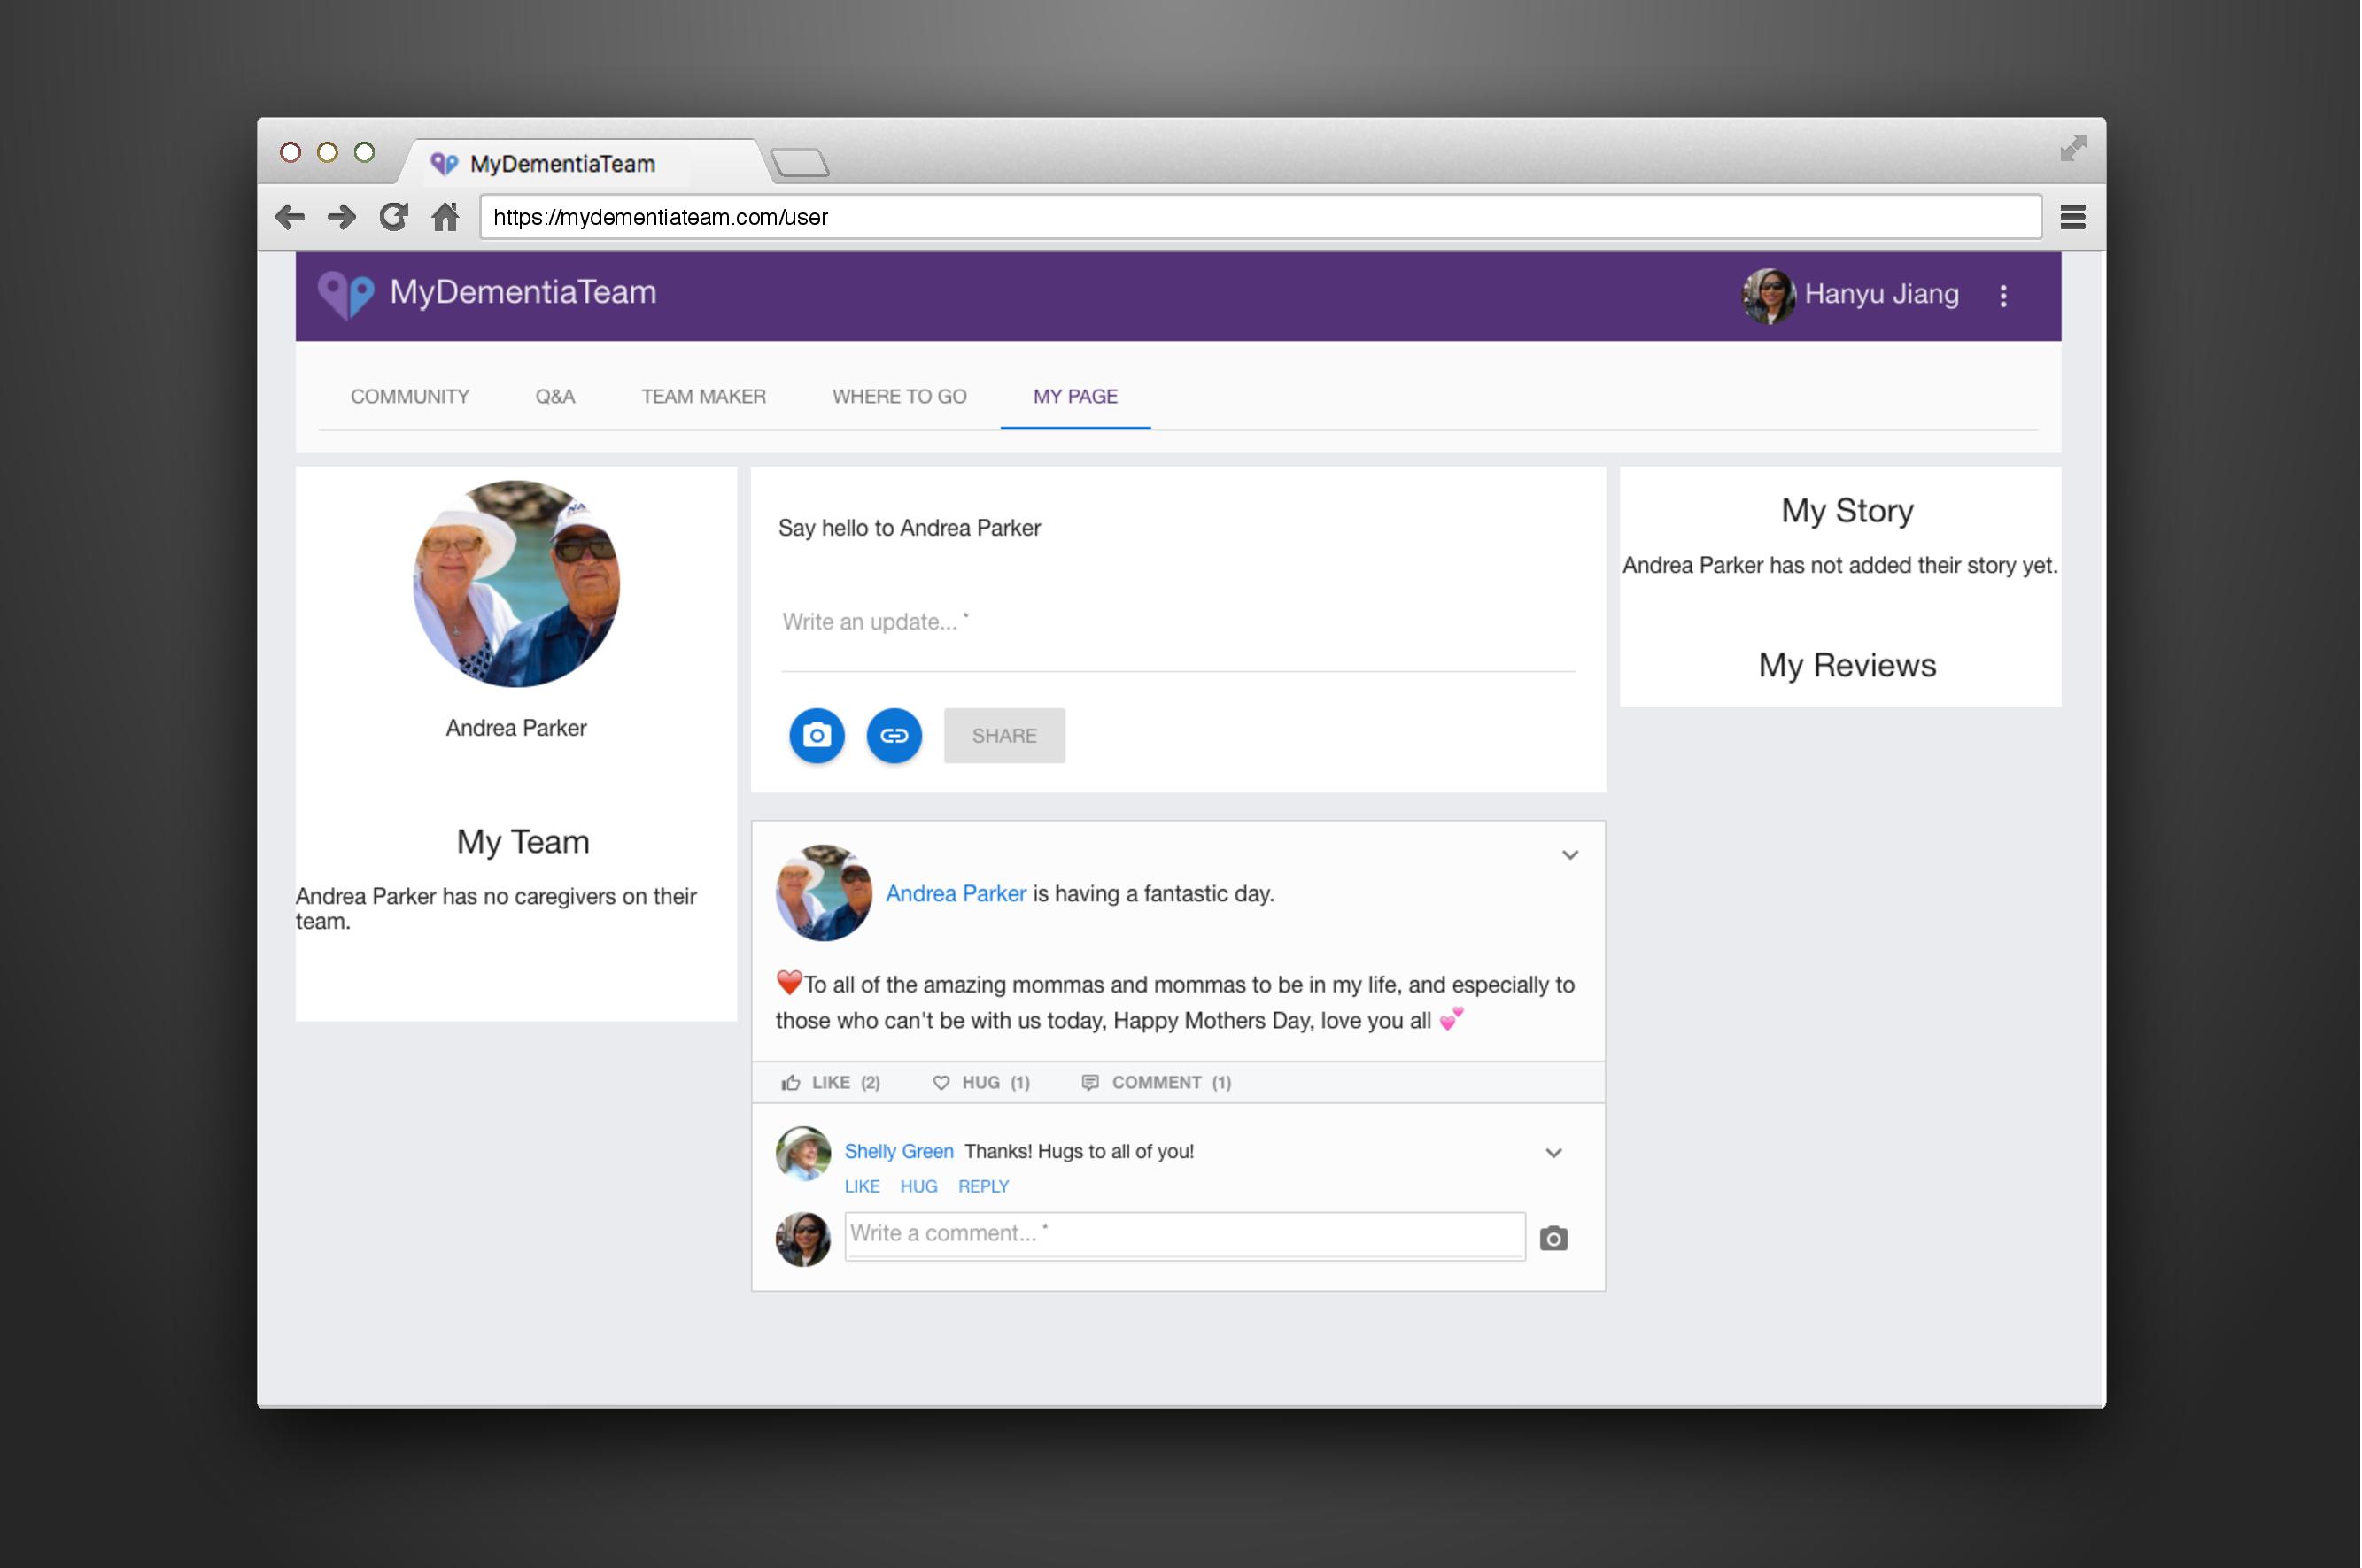 MyDementiaTeam
https://mydementiateam.com/user
MyDementiaTeam
Hanyu Jiang
COMMUNITY Q&A TEAM MAKER WHERE TO GO MY PAGE
Andrea Parker
My Team
Andrea Parker has no caregivers on their
team.
Say hello to Andrea Parker
Write an update... *
SHARE
Andrea Parker is having a fantastic day.
❤️To all of the amazing mommas and mommas to be in my life, and especially to
those who can't be with us today, Happy Mothers Day, love you all 💕
LIKE (2) HUG (1) COMMENT (1)
Shelly Green Thanks! Hugs to all of you!
LIKE HUG REPLY
Write a comment... *
My Story
Andrea Parker has not added their story yet.
My Reviews